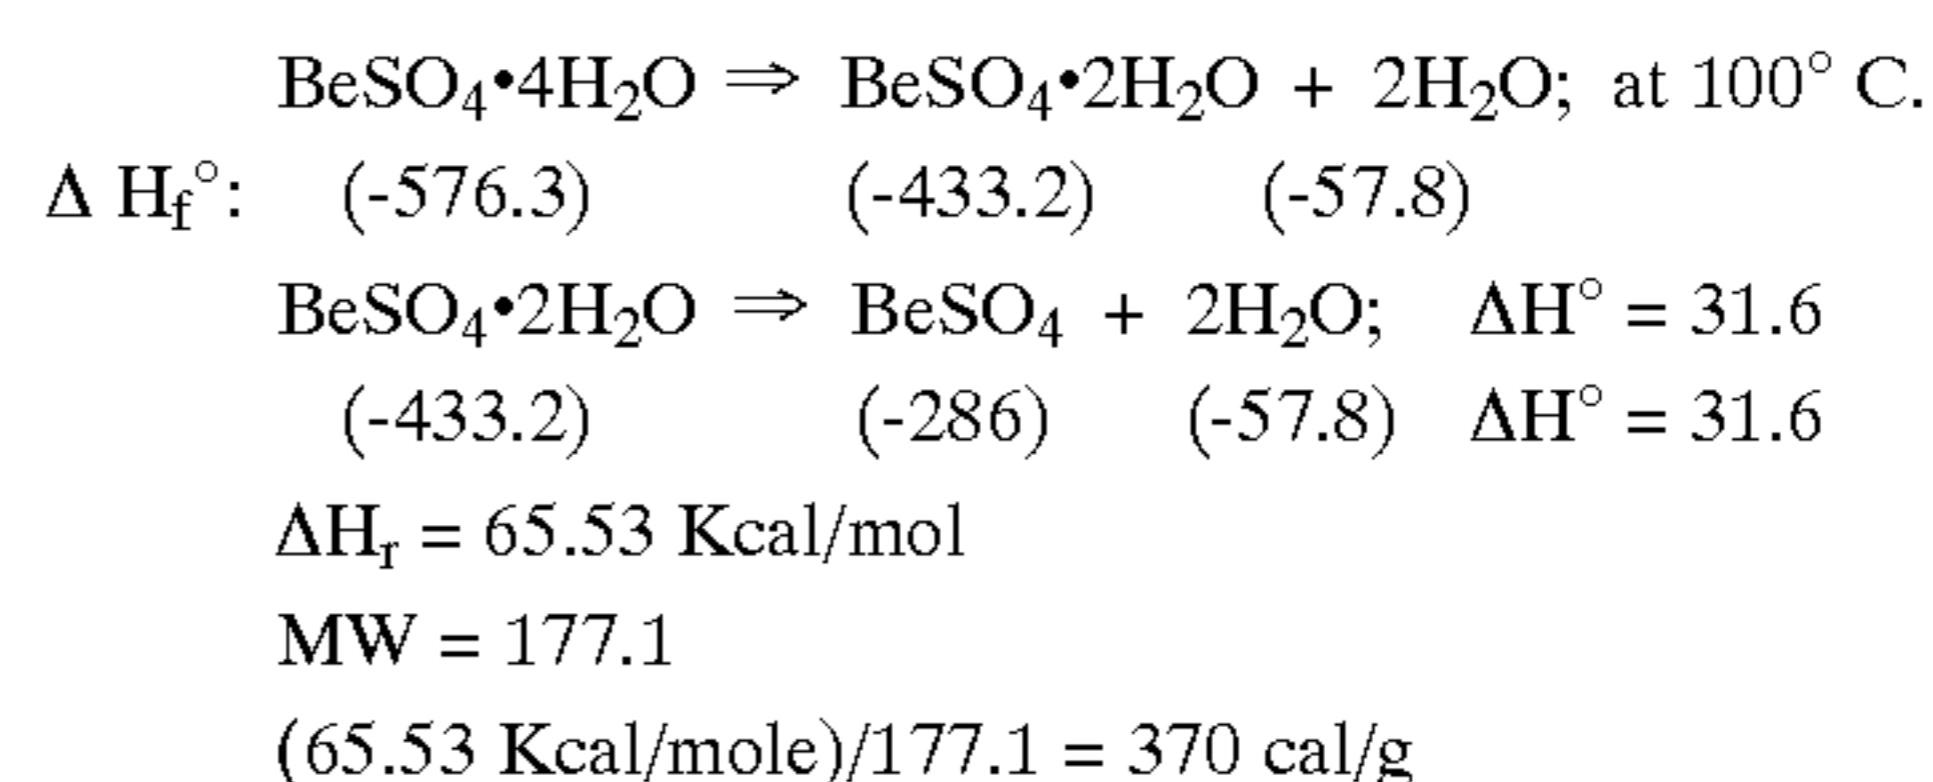 BeSO₄•4H₂O ⇒ BeSO₄•2H₂O + 2H₂O; at 100° C.
Δ H_f°: (-576.3) (-433.2) (-57.8)
BeSO₄•2H₂O ⇒ BeSO₄ + 2H₂O; ΔH° = 31.6
(-433.2) (-286) (-57.8) ΔH° = 31.6
ΔHᵣ = 65.53 Kcal/mol
MW = 177.1
(65.53 Kcal/mole)/177.1 = 370 cal/g